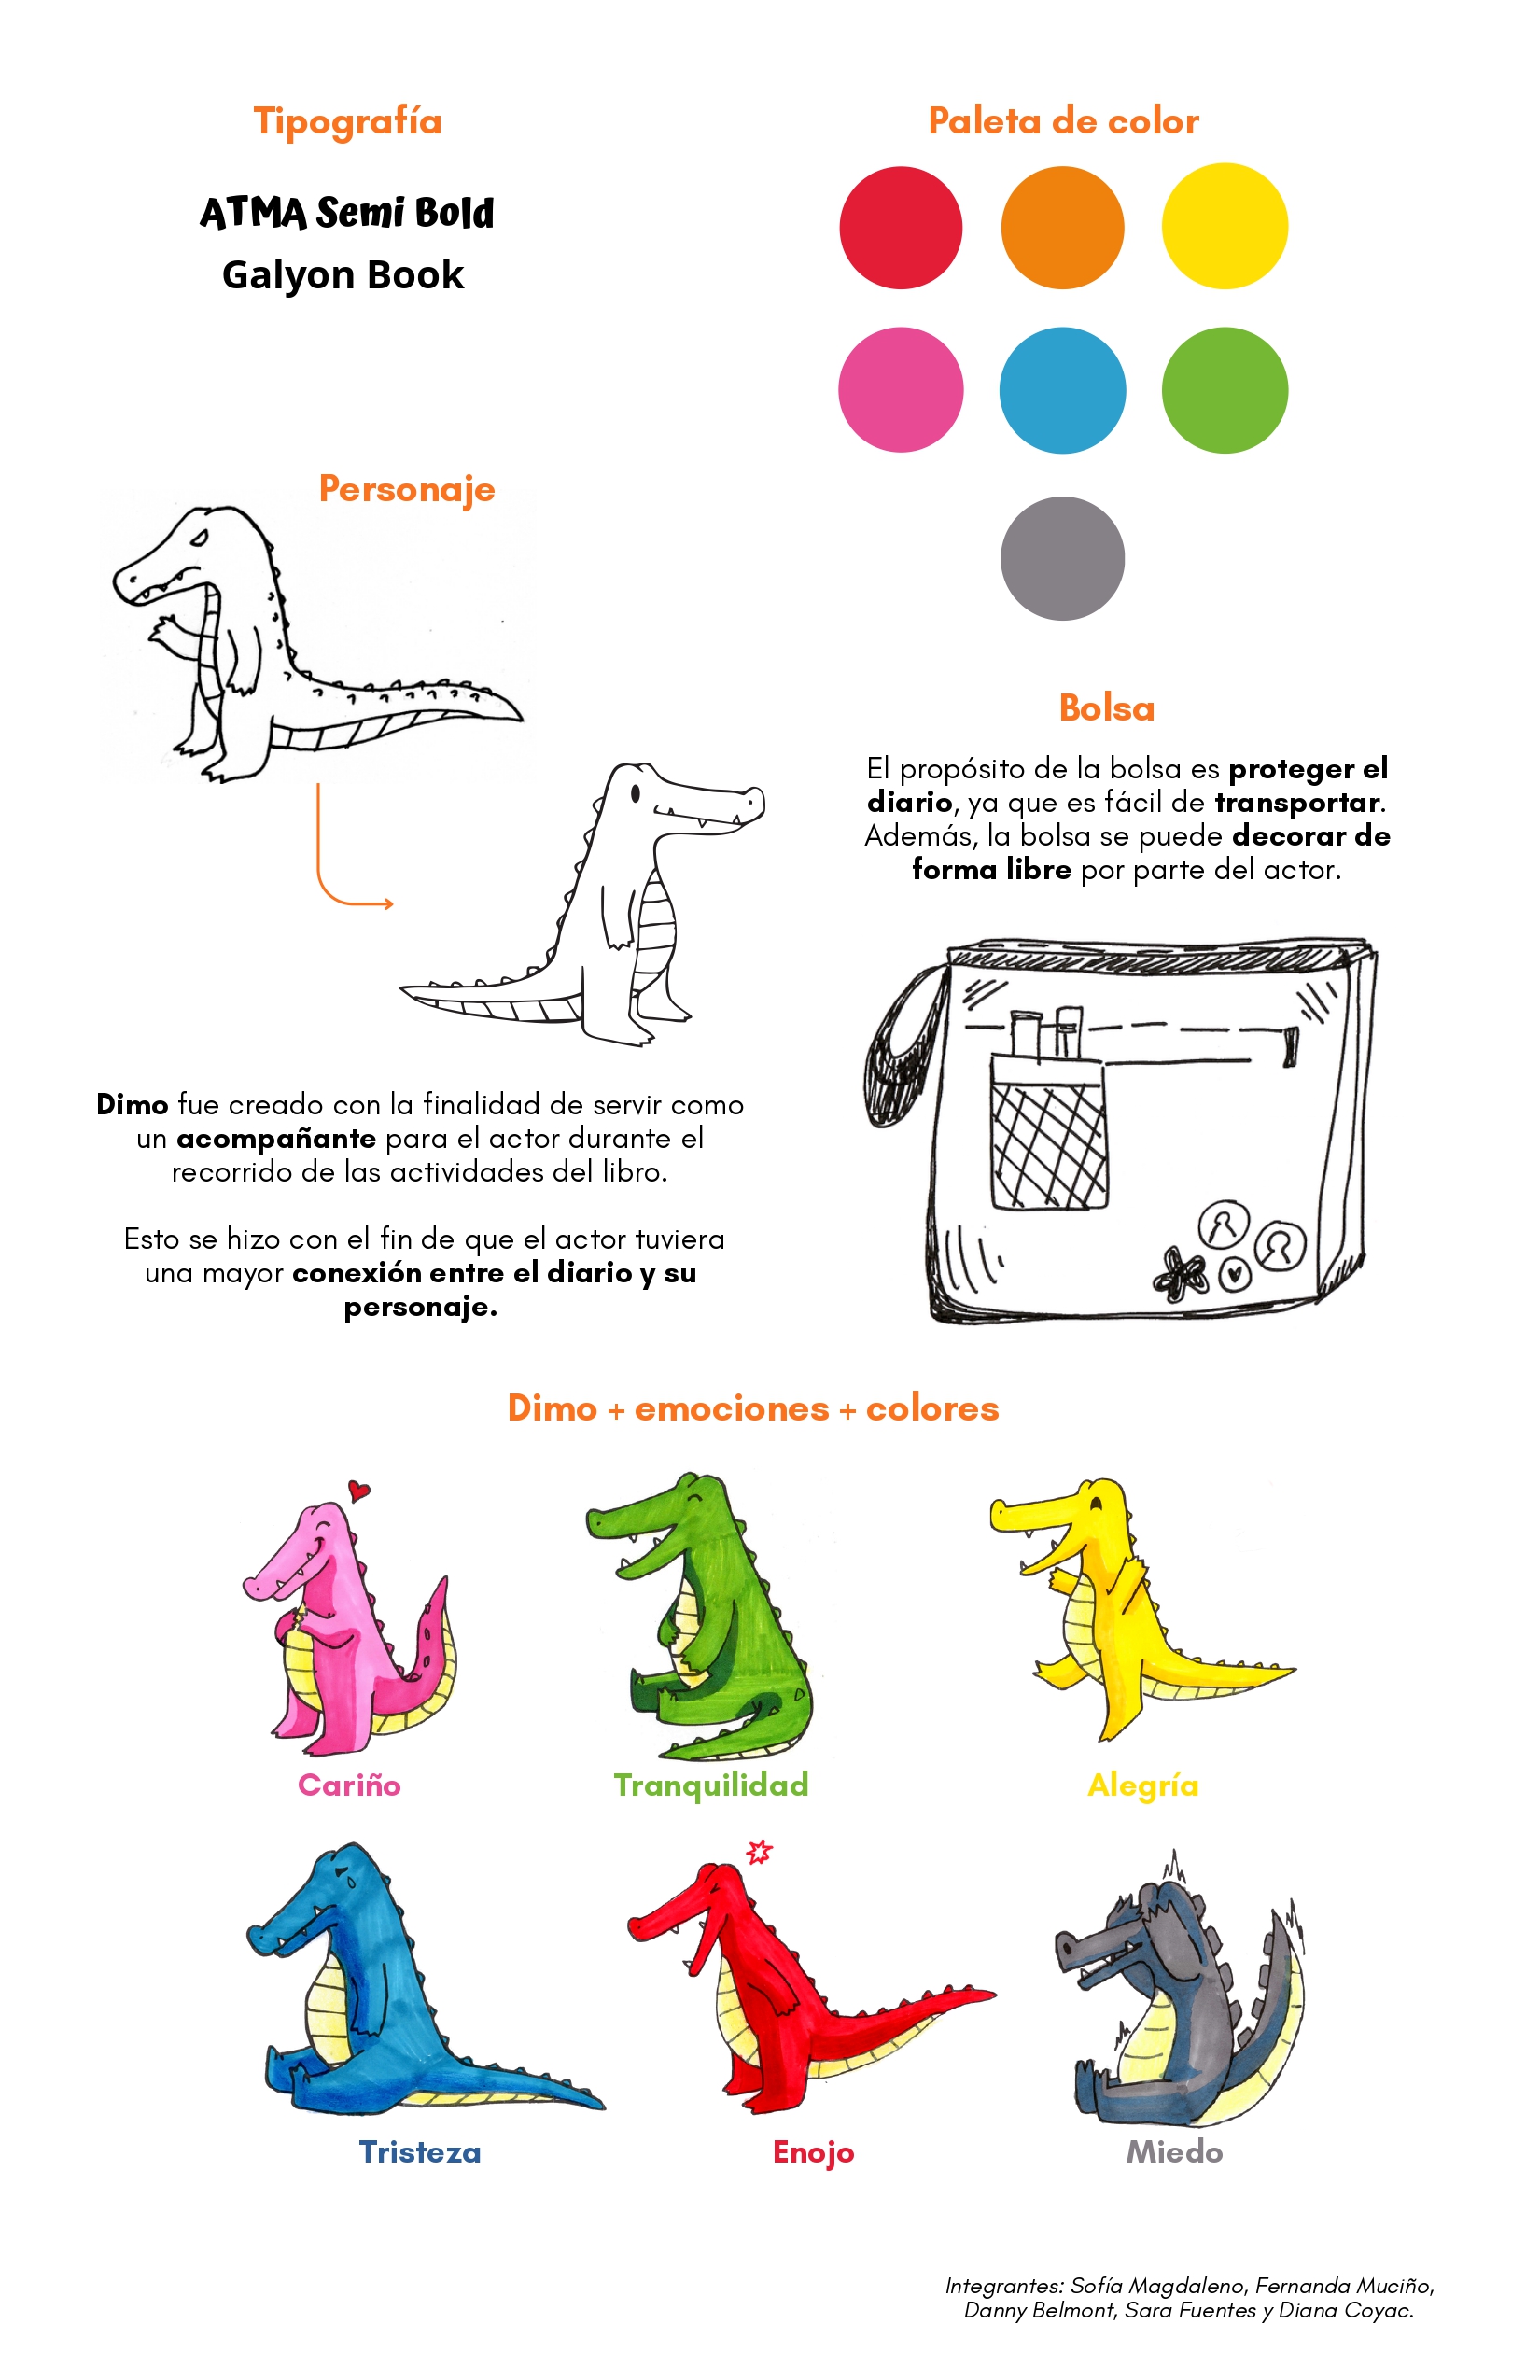 Tipografía
ATMA Semi Bold
Galyon Book
Paleta de color
Personaje
Dimo fue creado con la finalidad de servir como
un acompañante para el actor durante el
recorrido de las actividades del libro.
Esto se hizo con el fin de que el actor tuviera
una mayor conexión entre el diario y su
personaje.
Bolsa
El propósito de la bolsa es proteger el
diario, ya que es fácil de transportar.
Además, la bolsa se puede decorar de
forma libre por parte del actor.
Dimo + emociones + colores
Cariño
Tranquilidad
Alegría
Tristeza
Enojo
Miedo
Integrantes: Sofía Magdaleno, Fernanda Muciño,
Danny Belmont, Sara Fuentes y Diana Coyac.